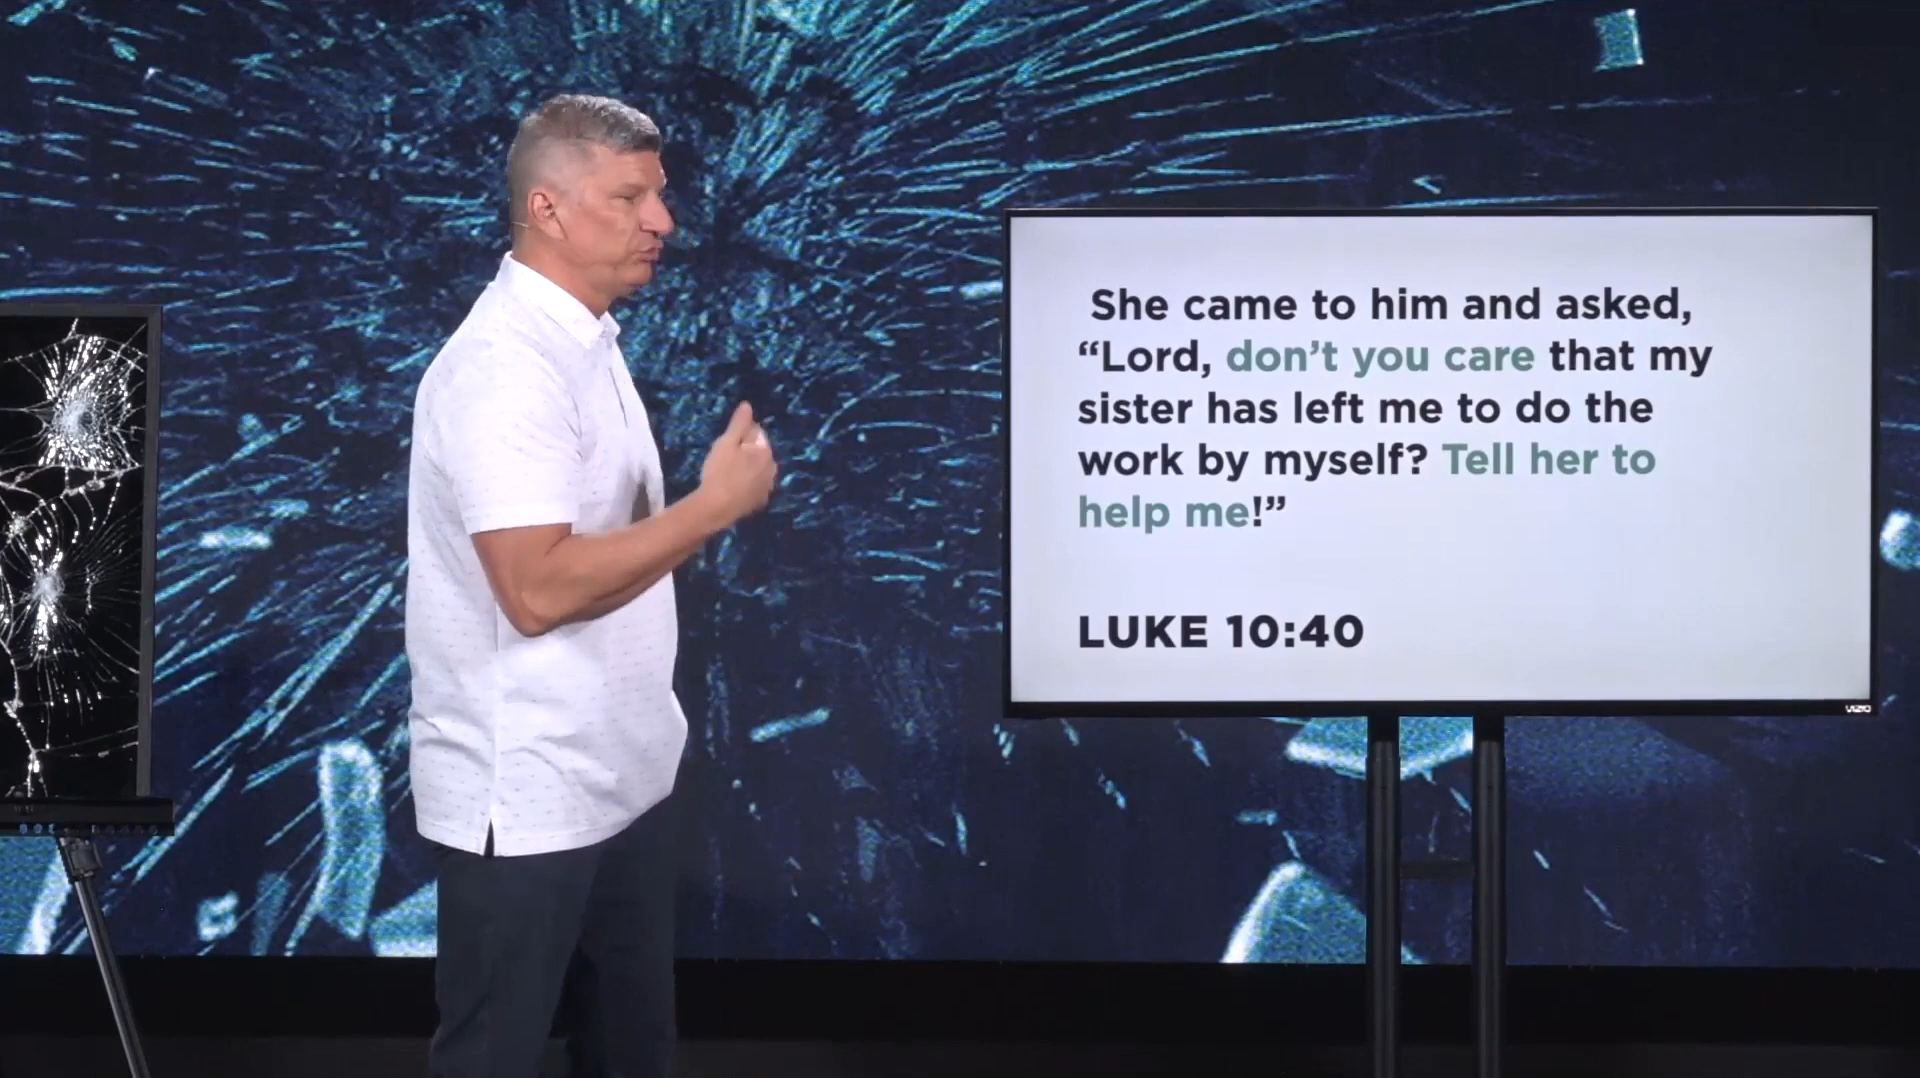 She came to him and asked,
“Lord, don’t you care that my
sister has left me to do the
work by myself? Tell her to
help me!”
LUKE 10:40
VIZIO